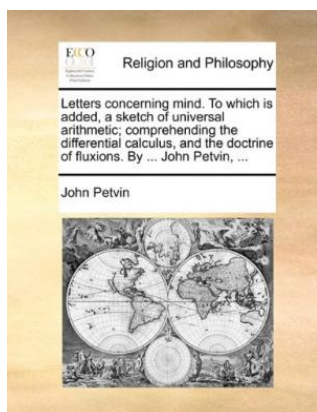 ECCO
Religion and Philosophy
Letters concerning mind. To which is
added, a sketch of universal
arithmetic; comprehending the
differential calculus, and the doctrine
of fluxions. By ... John Petvin, ...
John Petvin